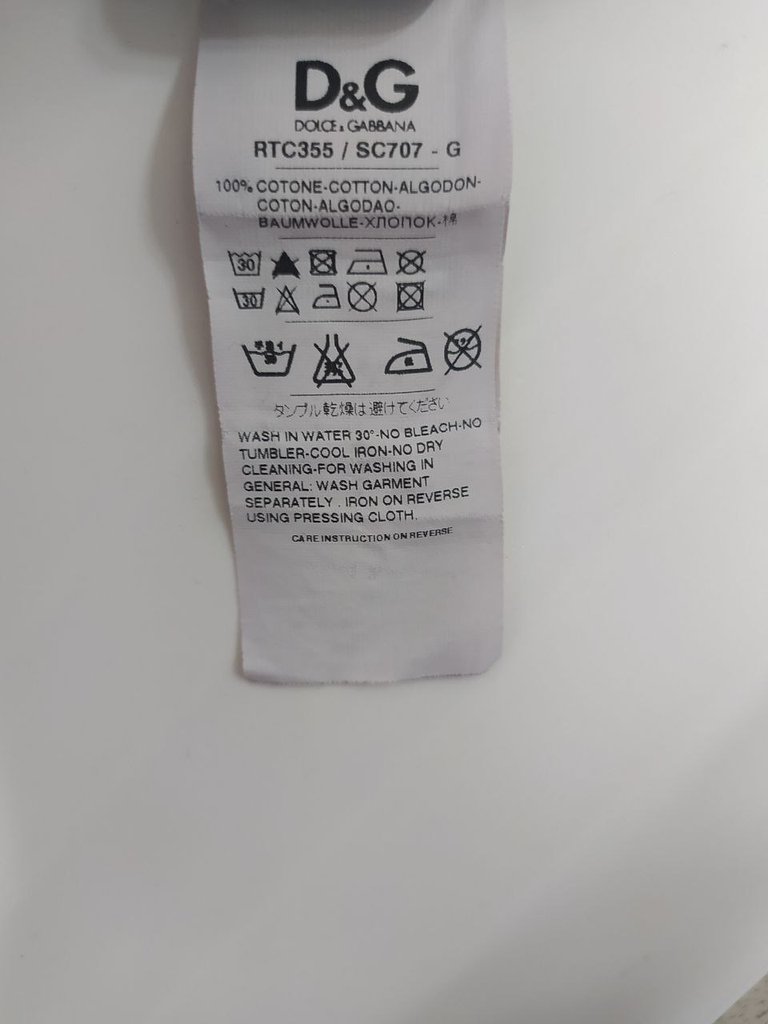 D&G
DOLCE & GABBANA
RTC355 / SC707 - G
100% COTONE-COTTON-ALGODON-
COTON-ALGODAO-
BAUMWOLLE-ХЛОПОК-棉
30
30
30
タンブル乾燥は避けてください
WASH IN WATER 30°-NO BLEACH-NO
TUMBLER-COOL IRON-NO DRY
CLEANING-FOR WASHING IN
GENERAL: WASH GARMENT
SEPARATELY . IRON ON REVERSE
USING PRESSING CLOTH.
CARE INSTRUCTION ON REVERSE